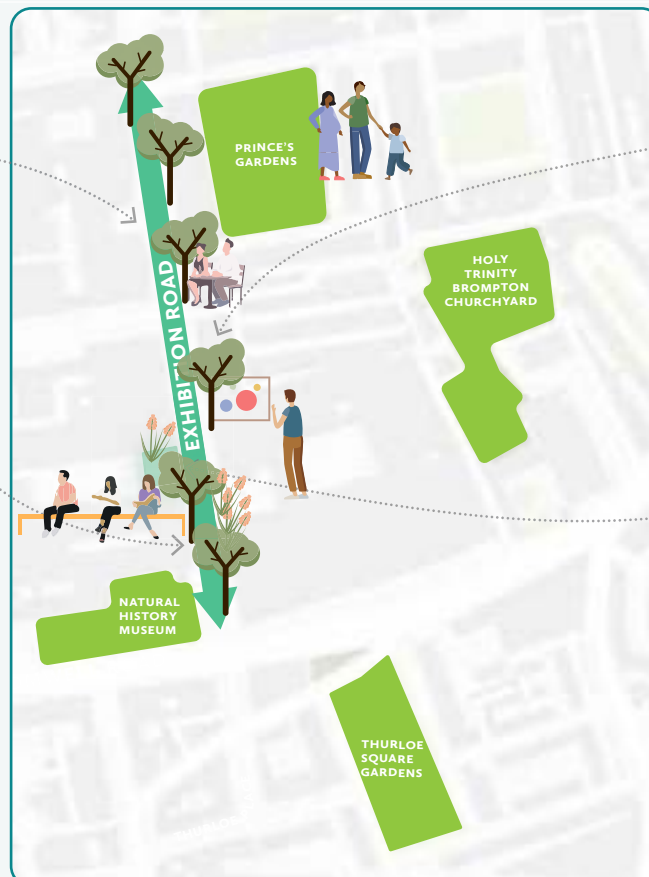 PRINCE'S
GARDENS
HOLY
TRINITY
BROMPTON
CHURCHYARD
EXHIBITION ROAD
NATURAL
HISTORY
MUSEUM
THURLOE
SQUARE
GARDENS